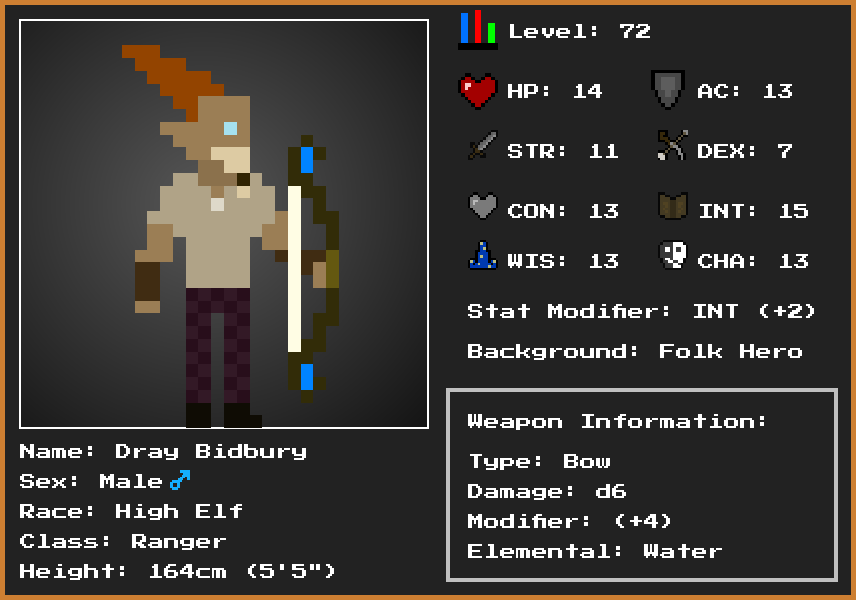 Level: 72
HP: 14 AC: 13
STR: 11 DEX: 7
CON: 13 INT: 15
WIS: 13 CHA: 13
Stat Modifier: INT (+2)
Background: Folk Hero
Weapon Information:
Type: Bow
Damage: d6
Modifier: (+4)
Elemental: Water
Name: Dray Bidbury
Sex: Male ♂
Race: High Elf
Class: Ranger
Height: 164cm (5'5")